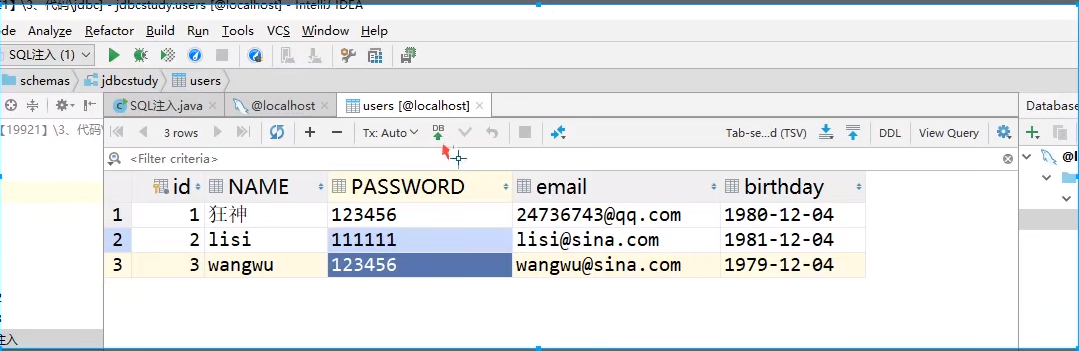 21】\3、代码\jdbc] - jdbcstudy.users [@localhost] - IntelliJ IDEA
de Analyze Refactor Build Run Tools VCS Window Help
SQL注入 (1)
schemas jdbcstudy users
SQL注入.java @localhost users [@localhost] Database
【19921】\3、代码\ 3 rows Tx: Auto DB Tab-se...d (TSV) DDL View Query
<Filter criteria> @l
id NAME PASSWORD email birthday
1 1 狂神 123456 24736743@qq.com 1980-12-04
2 2 lisi 111111 lisi@sina.com 1981-12-04
3 3 wangwu 123456 wangwu@sina.com 1979-12-04
注入